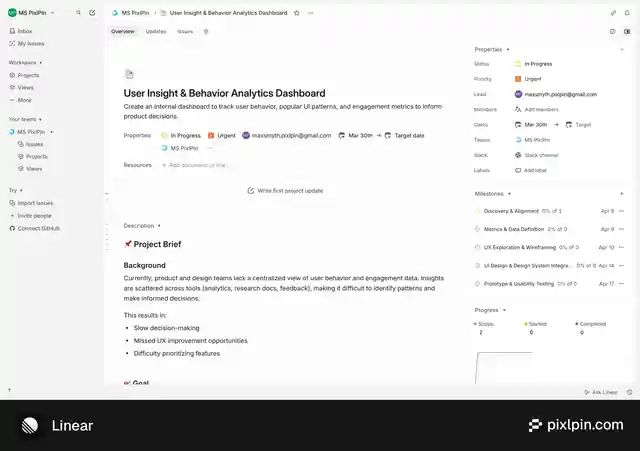 MS PixlPin
Inbox
My issues
Workspace
Projects
Views
More
Your teams
MS PixlPin
Issues
Projects
Views
Try
Import issues
Invite people
Connect GitHub
?
MS PixlPin › User Insight & Behavior Analytics Dashboard
Overview Updates Issues
User Insight & Behavior Analytics Dashboard
Create an internal dashboard to track user behavior, popular UI patterns, and engagement metrics to inform
product decisions.
Properties In Progress Urgent maxsmyth.pixlpin@gmail.com Mar 30th → Target date
MS PixlPin
Resources + Add document or link...
Write first project update
Description
📌 Project Brief
Background
Currently, product and design teams lack a centralized view of user behavior and engagement data. Insights
are scattered across tools (analytics, research docs, feedback), making it difficult to identify patterns and
make informed decisions.
This results in:
• Slow decision-making
• Missed UX improvement opportunities
• Difficulty prioritizing features
Goal
Properties
Status In Progress
Priority Urgent
Lead maxsmyth.pixlpin@gmail.com
Members Add members
Dates Mar 30th → Target
Teams MS PixlPin
Slack Slack channel
Labels Add label
Milestones
Discovery & Alignment 0% of 1 Apr 8
Metrics & Data Definition 0% of 0 Apr 9
UX Exploration & Wireframing 0% of 0 Apr 10
UI Design & Design System Integra... 0% of 0 Apr 14
Prototype & Usability Testing 0% of 0 Apr 17
Progress
Scope Started Completed
2 0 0
Ask Linear
Linear
pixlpin.com